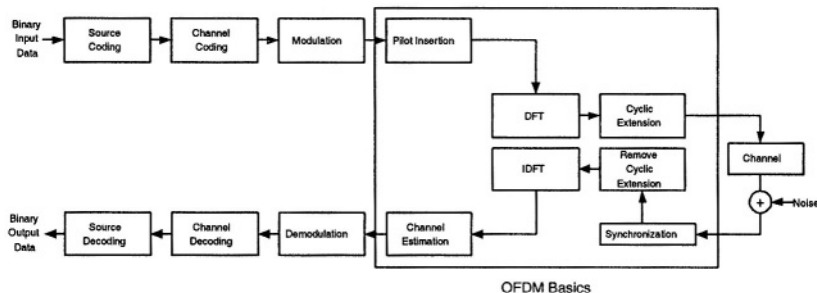 Binary
Input
Data
Source
Coding
Channel
Coding
Modulation
Pilot Insertion
DFT
Cyclic
Extension
Channel
IDFT
Remove
Cyclic
Extension
+
Noise
Synchronization
Binary
Output
Data
Source
Decoding
Channel
Decoding
Demodulation
Channel
Estimation
OFDM Basics